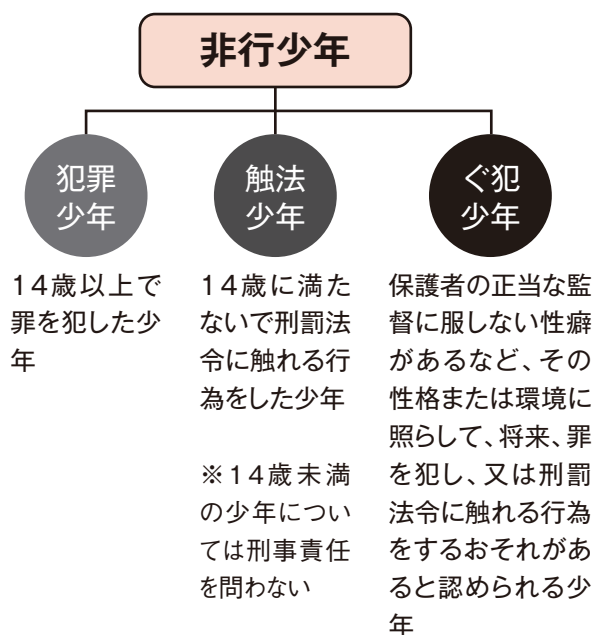 非行少年
犯罪
少年
14歳以上で
罪を犯した少
年
触法
少年
14歳に満た
ないで刑罰法
令に触れる行
為をした少年
※14歳未満
の少年につい
ては刑事責任
を問わない
ぐ犯
少年
保護者の正当な監
督に服しない性癖
があるなど、その
性格または環境に
照らして、将来、罪
を犯し、又は刑罰
法令に触れる行為
をするおそれがあ
ると認められる少
年